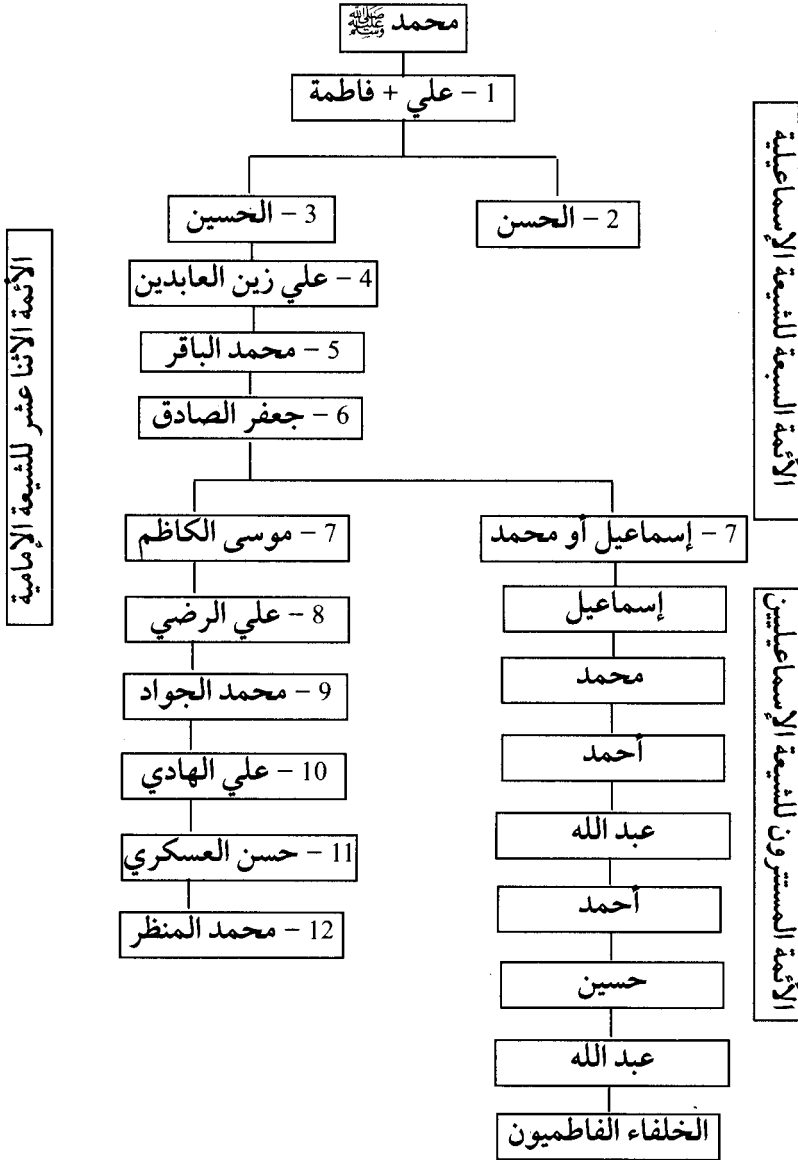 محمد ﷺ
1 – علي + فاطمة
2 – الحسن
3 – الحسين
4 – علي زين العابدين
5 – محمد الباقر
6 – جعفر الصادق
7 – إسماعيل أو محمد
7 – موسى الكاظم
إسماعيل
8 – علي الرضي
محمد
9 – محمد الجواد
أحمد
10 – علي الهادي
عبد الله
11 – حسن العسكري
أحمد
12 – محمد المنظر
حسين
عبد الله
الخلفاء الفاطميون
الأئمة السبعة للشيعة الإسماعيلية
الأئمة المستترون للشيعة الإسماعيليين
الأئمة الاثنا عشر للشيعة الإمامية